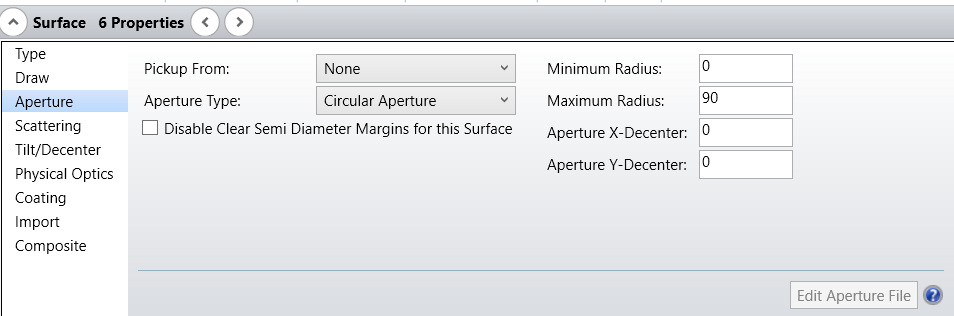 Surface 6 Properties
Type
Draw
Aperture
Scattering
Tilt/Decenter
Physical Optics
Coating
Import
Composite
Pickup From: None
Aperture Type: Circular Aperture
Disable Clear Semi Diameter Margins for this Surface
Minimum Radius: 0
Maximum Radius: 90
Aperture X-Decenter: 0
Aperture Y-Decenter: 0
Edit Aperture File
?